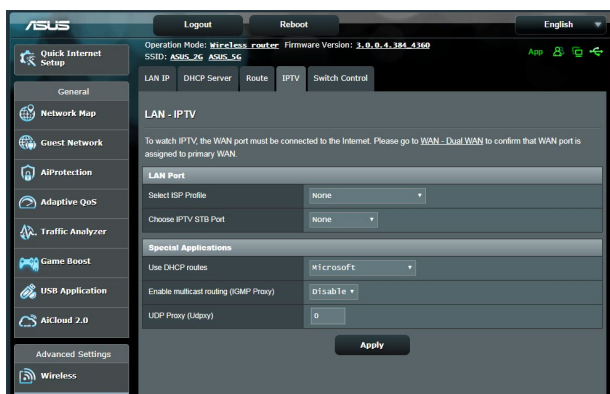 ASUS
Logout
Reboot
English
Quick Internet
Setup
Operation Mode: Wireless router Firmware Version: 3.0.0.4.384_4360
SSID: ASUS_2G ASUS_5G
App
LAN IP
DHCP Server
Route
IPTV
Switch Control
General
Network Map
Guest Network
AiProtection
Adaptive QoS
Traffic Analyzer
Game Boost
USB Application
AiCloud 2.0
Advanced Settings
Wireless
LAN - IPTV
To watch IPTV, the WAN port must be connected to the Internet. Please go to WAN - Dual WAN to confirm that WAN port is
assigned to primary WAN.
LAN Port
Select ISP Profile
None
Choose IPTV STB Port
None
Special Applications
Use DHCP routes
Microsoft
Enable multicast routing (IGMP Proxy)
Disable
UDP Proxy (Udpxy)
0
Apply